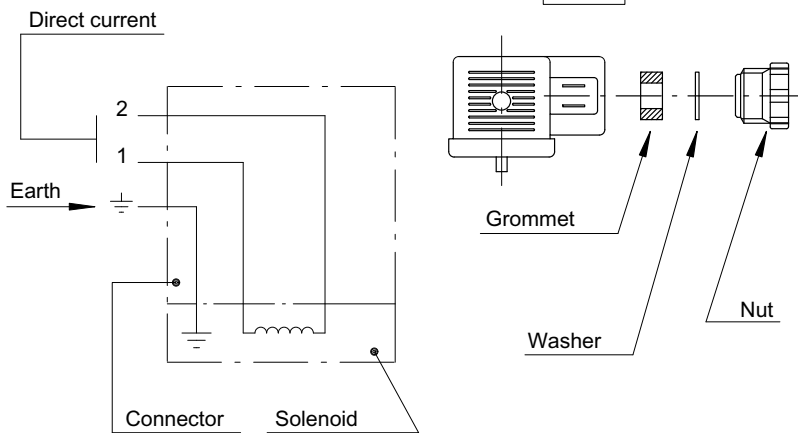 Direct current
2
1
Earth
Connector
Solenoid
Grommet
Washer
Nut